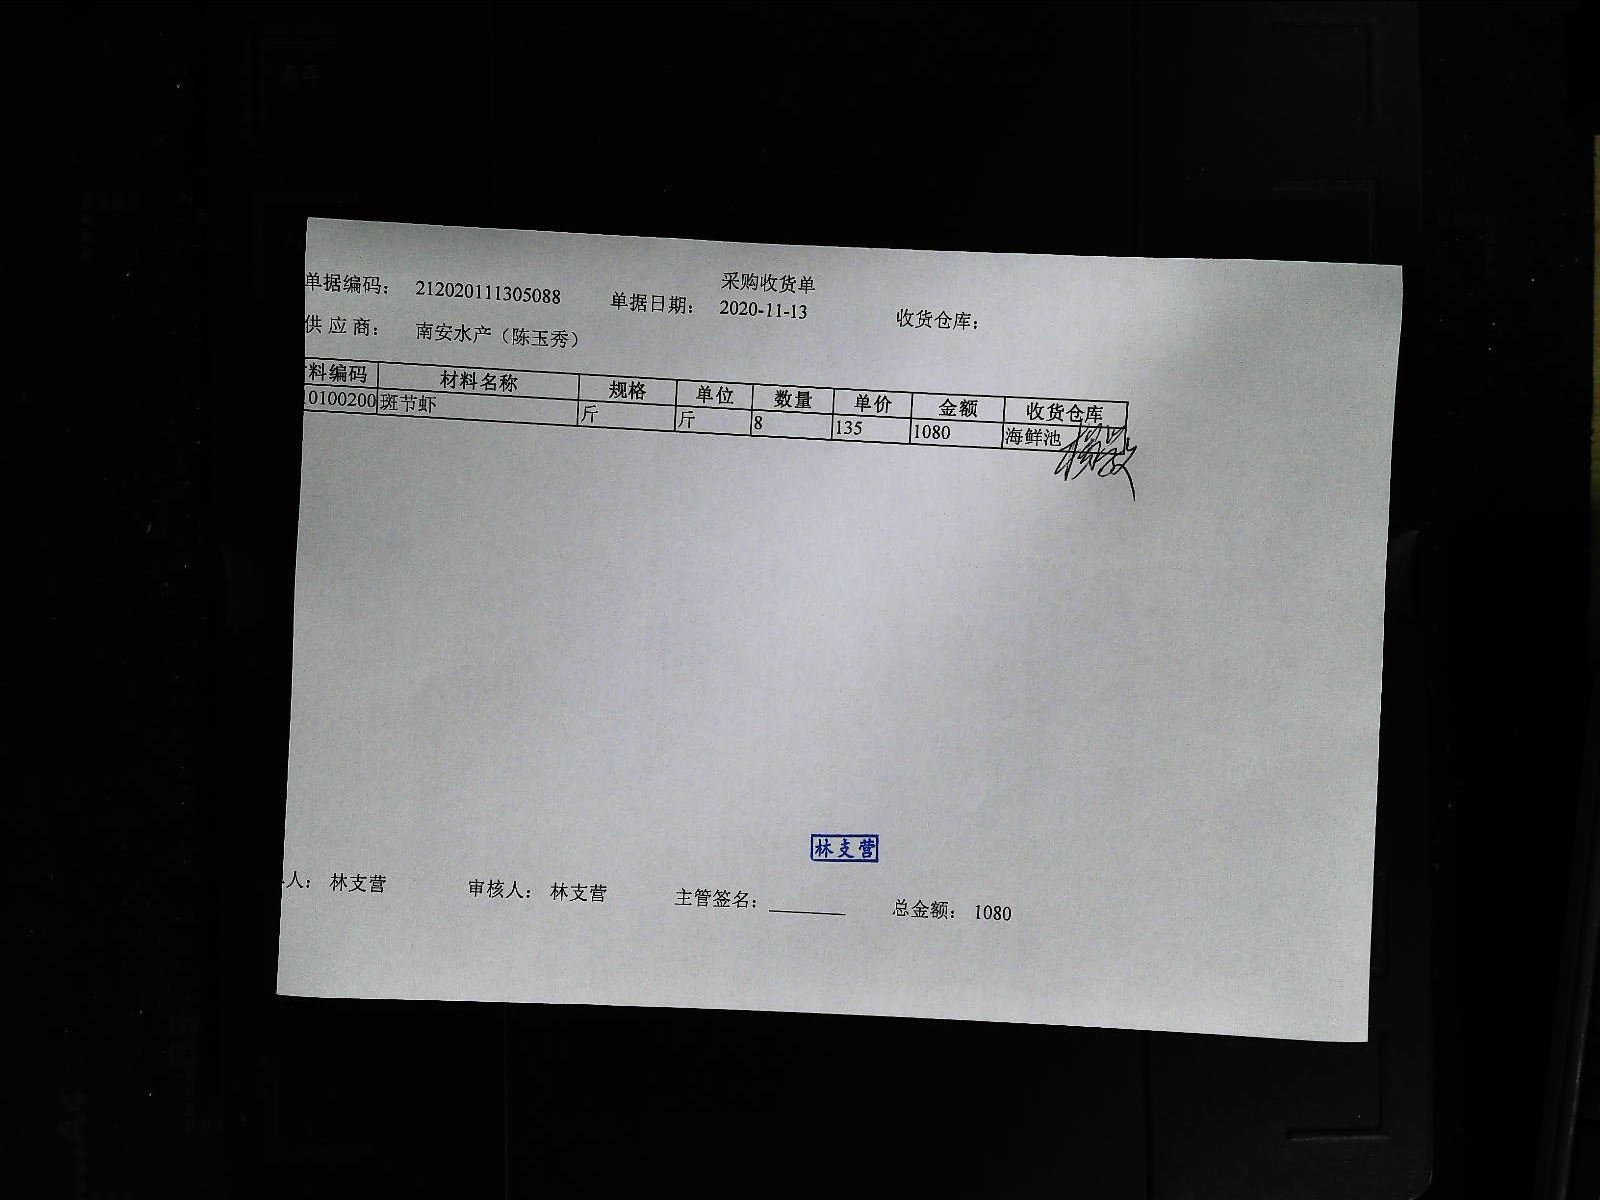 采购收货单
单据编码： 212020111305088 单据日期： 2020-11-13 收货仓库：
供 应 商： 南安水产（陈玉秀）
料编码 材料名称 规格 单位 数量 单价 金额 收货仓库
0100200 斑节虾 斤 斤 8 135 1080 海鲜池
林支营
人： 林支营 审核人： 林支营 主管签名： 总金额： 1080